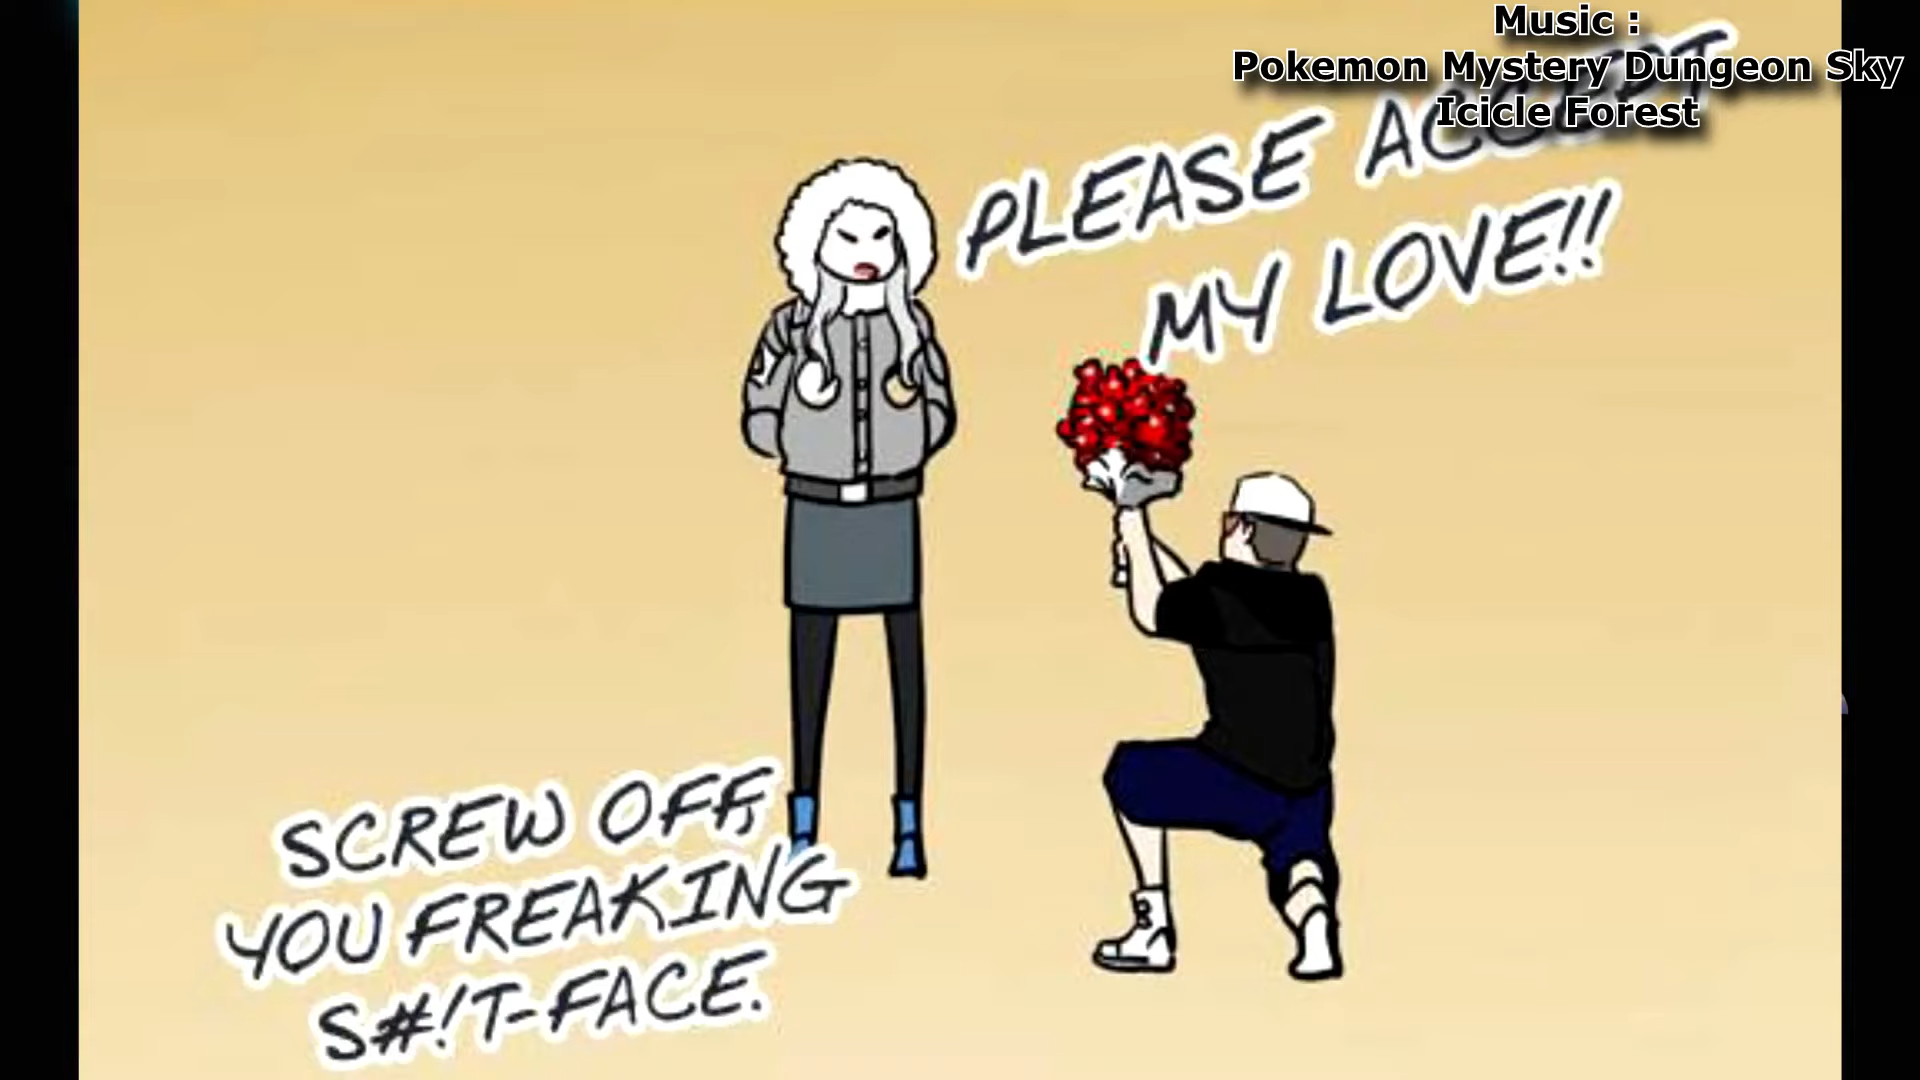 Music :
Pokemon Mystery Dungeon Sky
Icicle Forest
PLEASE ACCEPT
MY LOVE!!
SCREW OFF,
YOU FREAKING
S#!T-FACE.